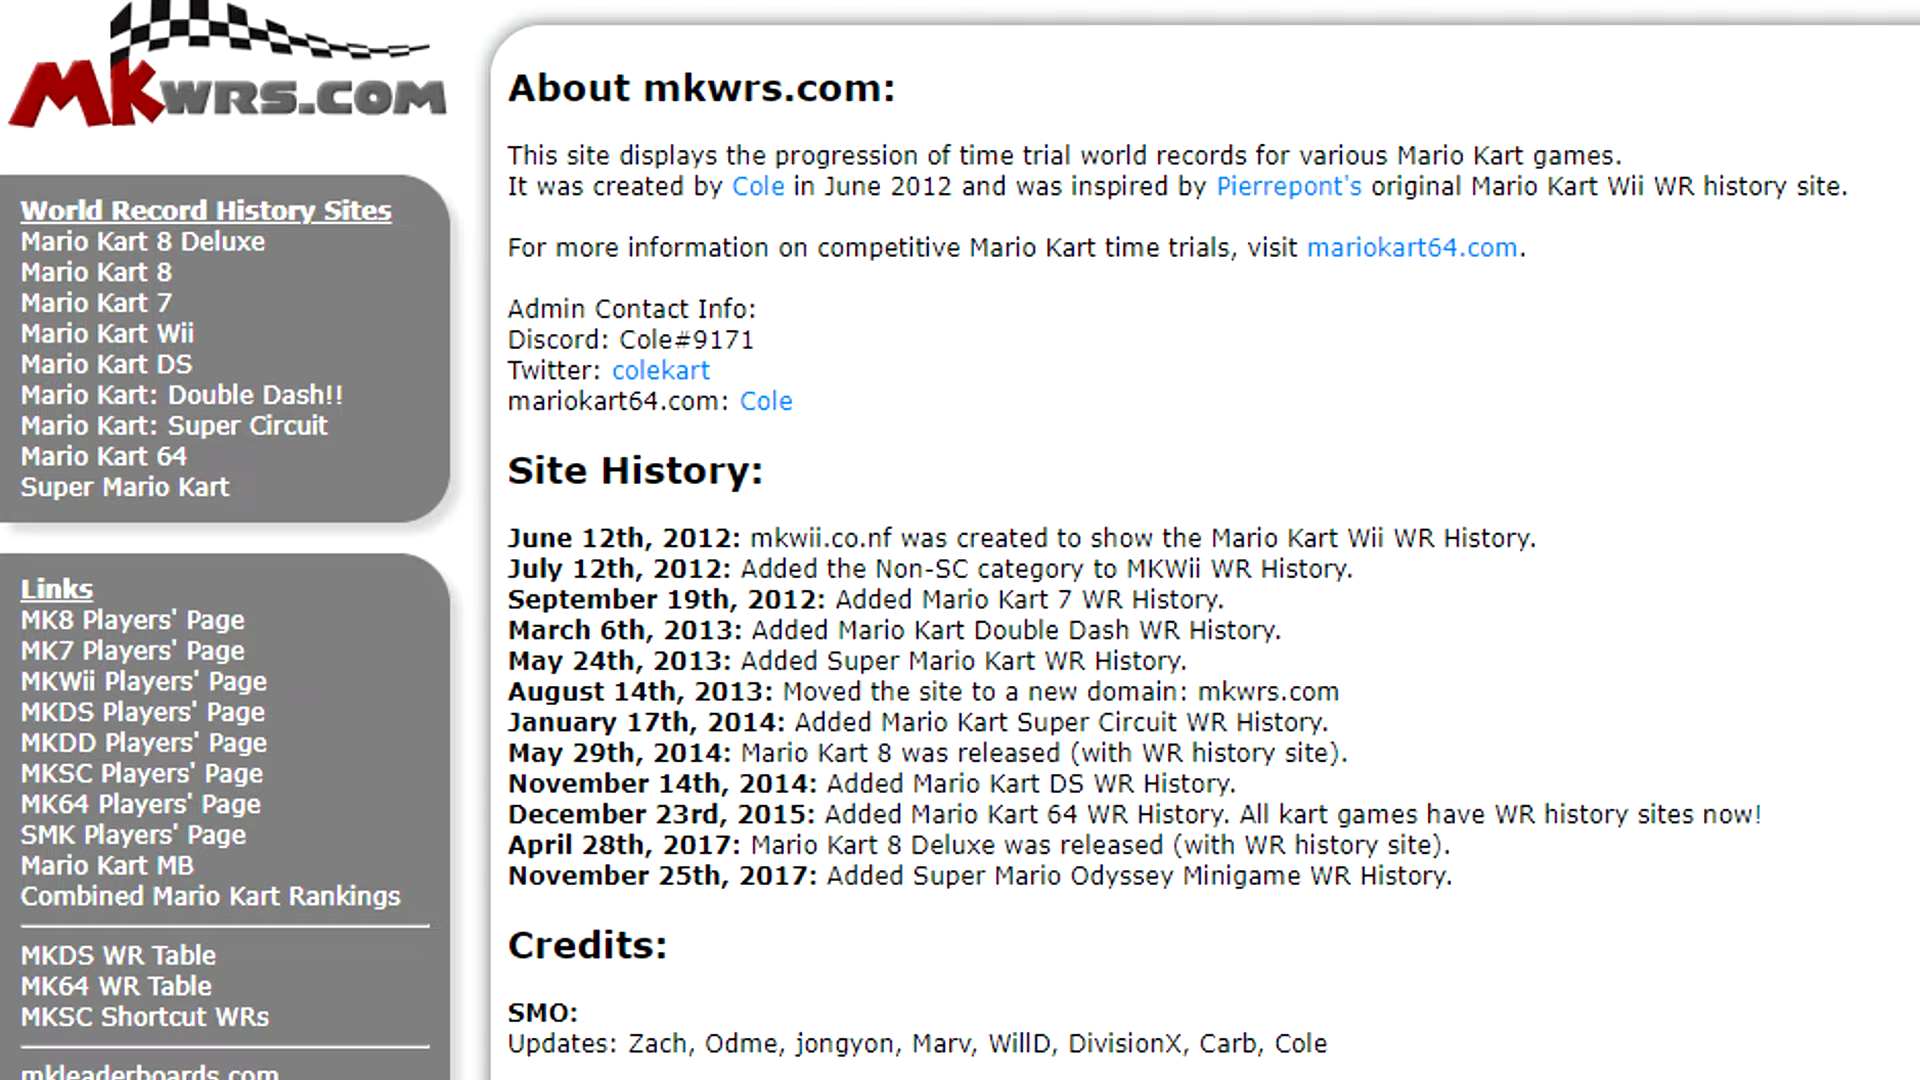 MKWRS.COM
World Record History Sites
Mario Kart 8 Deluxe
Mario Kart 8
Mario Kart 7
Mario Kart Wii
Mario Kart DS
Mario Kart: Double Dash!!
Mario Kart: Super Circuit
Mario Kart 64
Super Mario Kart
Links
MK8 Players' Page
MK7 Players' Page
MKWii Players' Page
MKDS Players' Page
MKDD Players' Page
MKSC Players' Page
MK64 Players' Page
SMK Players' Page
Mario Kart MB
Combined Mario Kart Rankings
MKDS WR Table
MK64 WR Table
MKSC Shortcut WRs
mkleaderboards.com
About mkwrs.com:
This site displays the progression of time trial world records for various Mario Kart games.
It was created by Cole in June 2012 and was inspired by Pierrepont's original Mario Kart Wii WR history site.
For more information on competitive Mario Kart time trials, visit mariokart64.com.
Admin Contact Info:
Discord: Cole#9171
Twitter: colekart
mariokart64.com: Cole
Site History:
June 12th, 2012: mkwii.co.nf was created to show the Mario Kart Wii WR History.
July 12th, 2012: Added the Non-SC category to MKWii WR History.
September 19th, 2012: Added Mario Kart 7 WR History.
March 6th, 2013: Added Mario Kart Double Dash WR History.
May 24th, 2013: Added Super Mario Kart WR History.
August 14th, 2013: Moved the site to a new domain: mkwrs.com
January 17th, 2014: Added Mario Kart Super Circuit WR History.
May 29th, 2014: Mario Kart 8 was released (with WR history site).
November 14th, 2014: Added Mario Kart DS WR History.
December 23rd, 2015: Added Mario Kart 64 WR History. All kart games have WR history sites now!
April 28th, 2017: Mario Kart 8 Deluxe was released (with WR history site).
November 25th, 2017: Added Super Mario Odyssey Minigame WR History.
Credits:
SMO:
Updates: Zach, Odme, jongyon, Marv, WillD, DivisionX, Carb, Cole